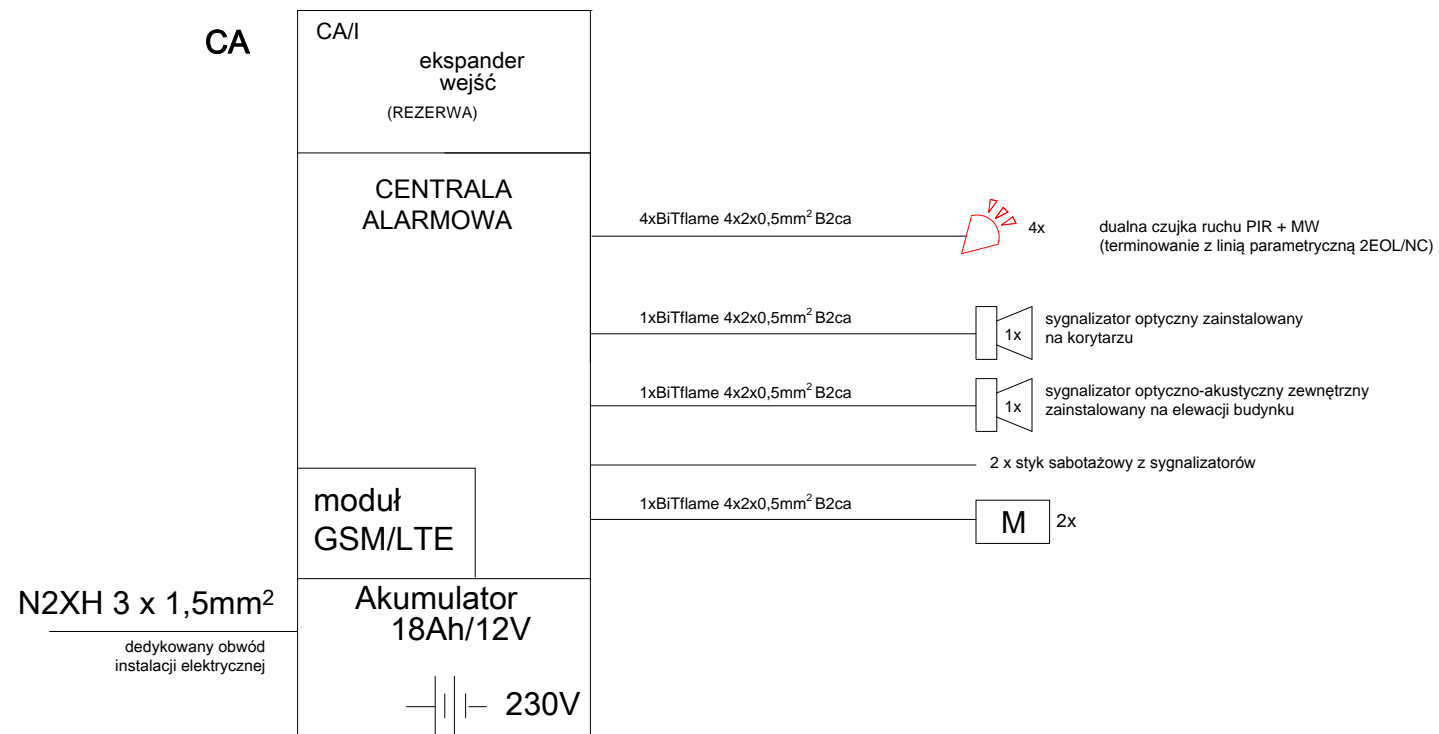 CA
CA/I
ekspander
wejść
(REZERWA)
CENTRALA
ALARMOWA
4xBiTflame 4x2x0,5mm² B2ca
4x
dualna czujka ruchu PIR + MW
(terminowanie z linią parametryczną 2EOL/NC)
1xBiTflame 4x2x0,5mm² B2ca
1x
sygnalizator optyczny zainstalowany
na korytarzu
1xBiTflame 4x2x0,5mm² B2ca
1x
sygnalizator optyczno-akustyczny zewnętrzny
zainstalowany na elewacji budynku
2 x styk sabotażowy z sygnalizatorów
moduł
GSM/LTE
1xBiTflame 4x2x0,5mm² B2ca
M
2x
N2XH 3 x 1,5mm²
dedykowany obwód
instalacji elektrycznej
Akumulator
18Ah/12V
230V